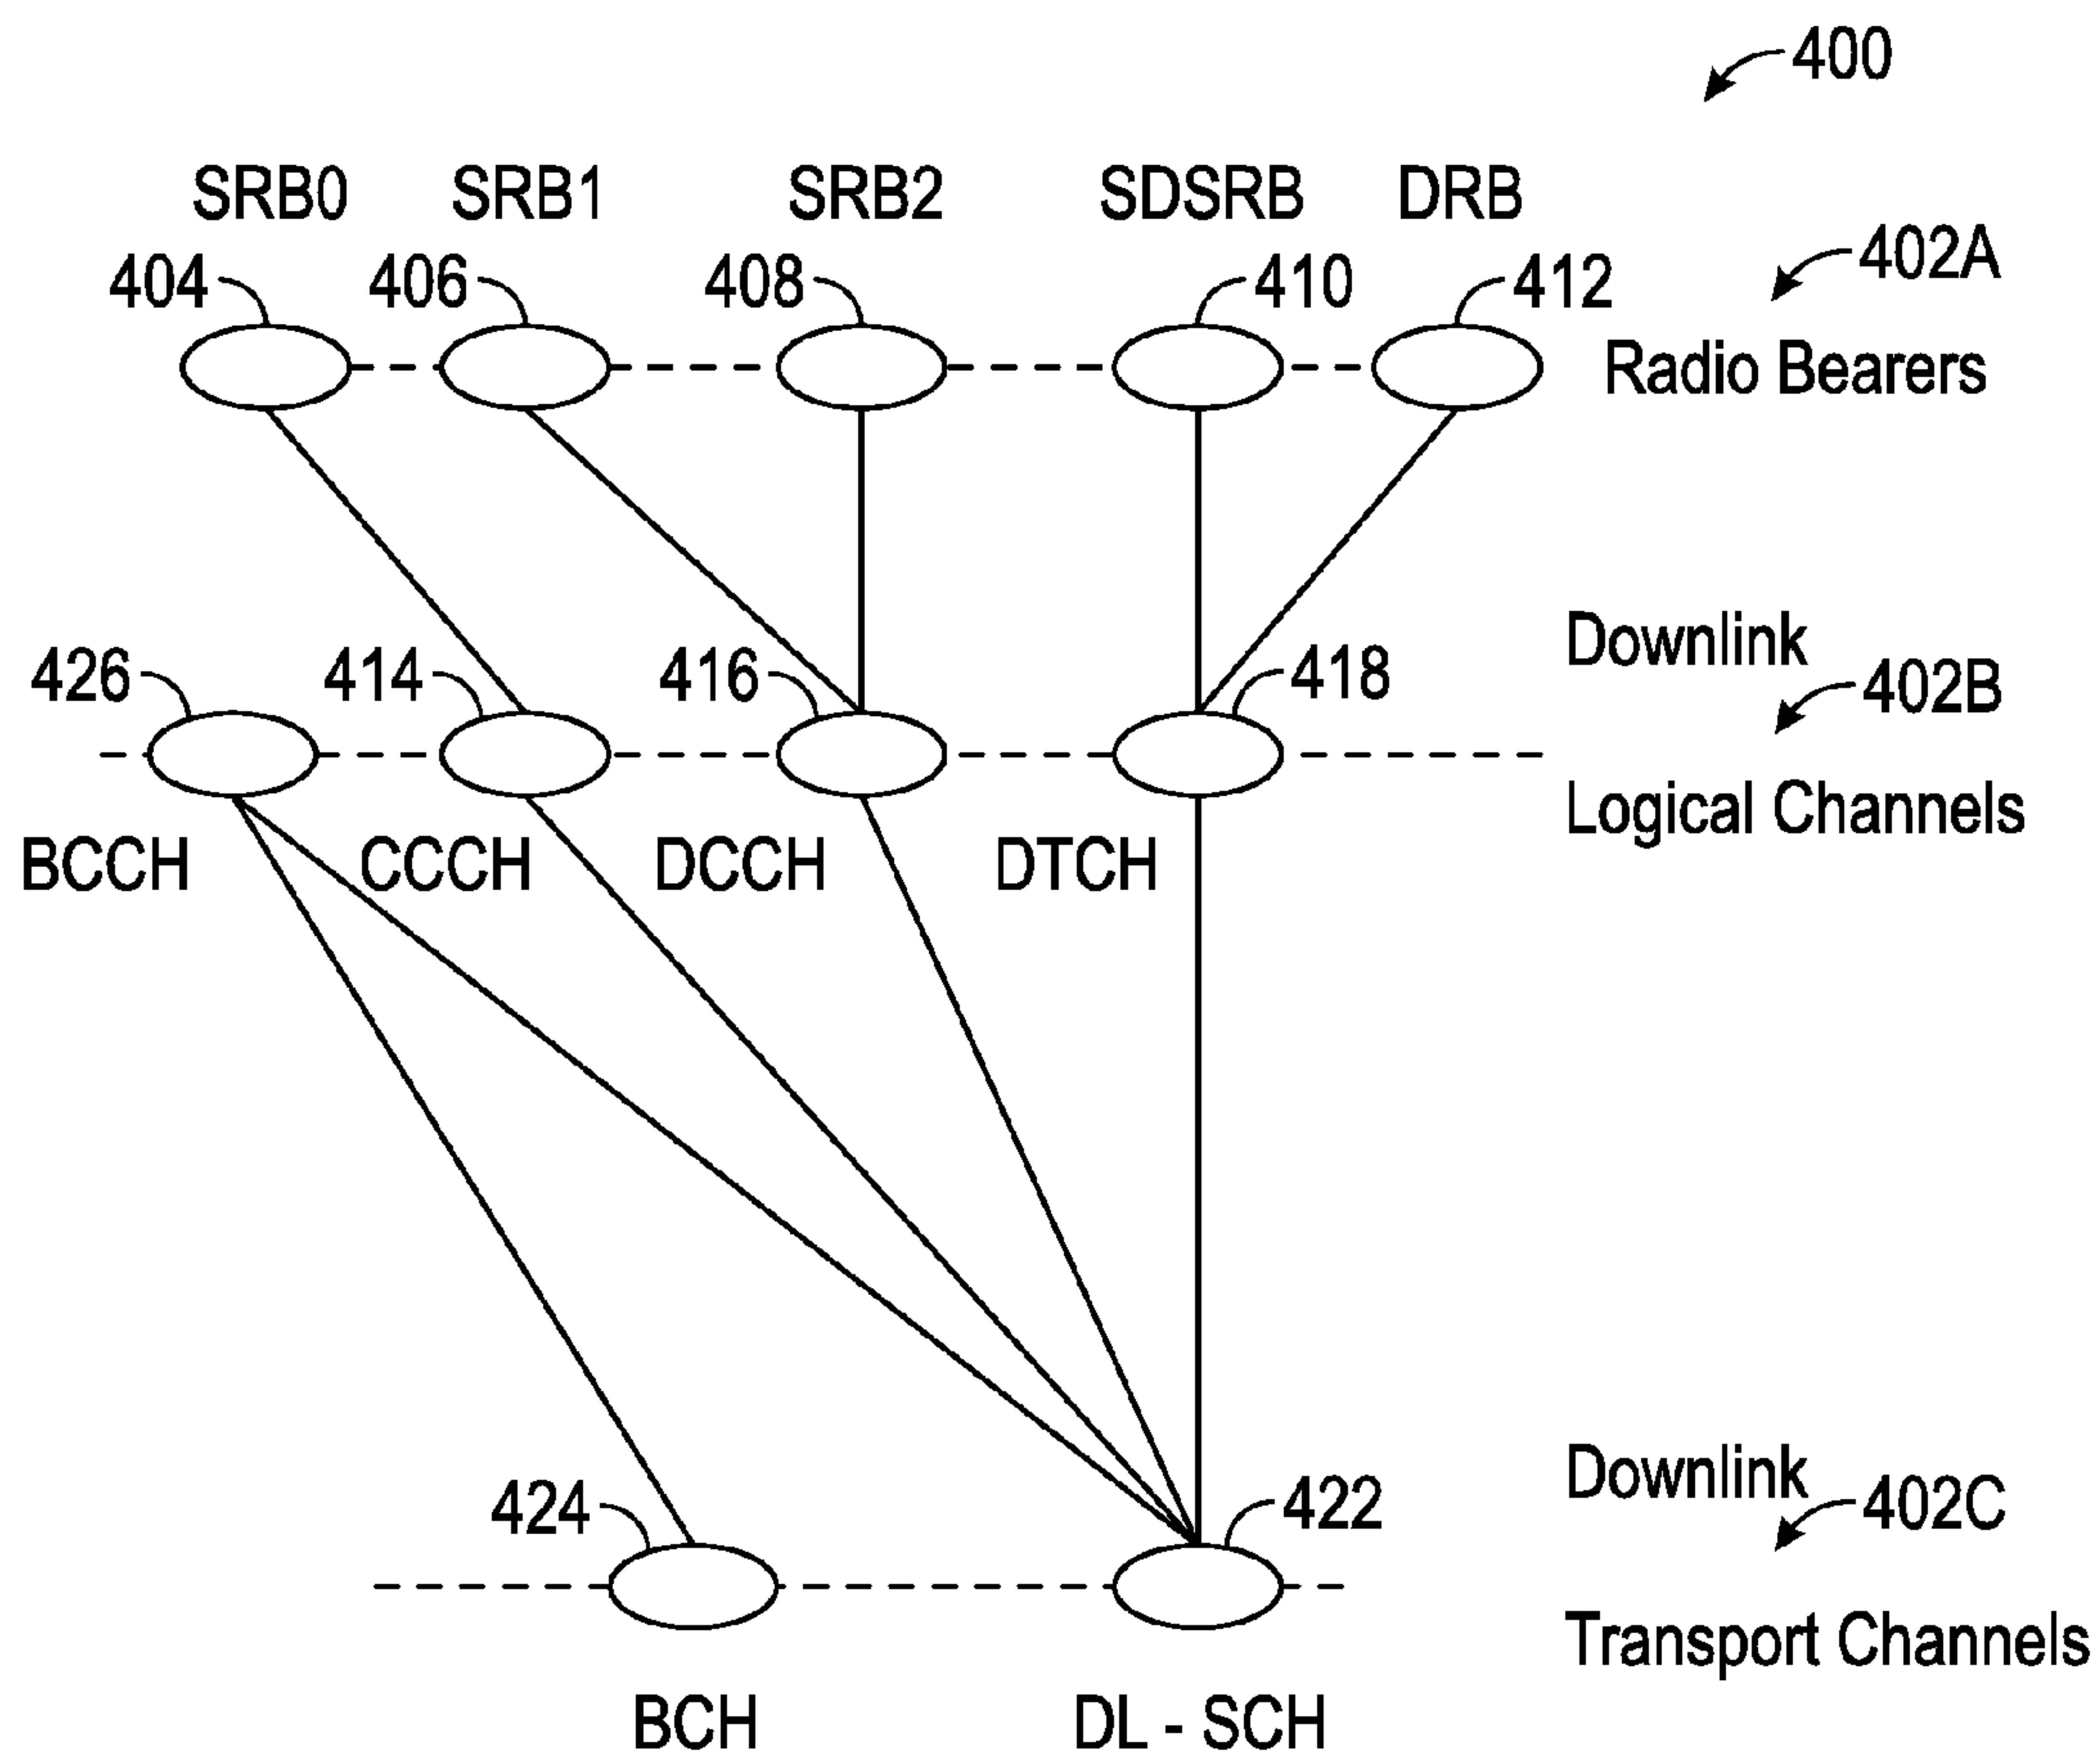 400
SRB0 SRB1 SRB2 SDSRB DRB
404 406 408 410 412 402A
Radio Bearers
Downlink
426 414 416 418 402B
Logical Channels
BCCH CCCH DCCH DTCH
Downlink
424 422 402C
Transport Channels
BCH DL - SCH